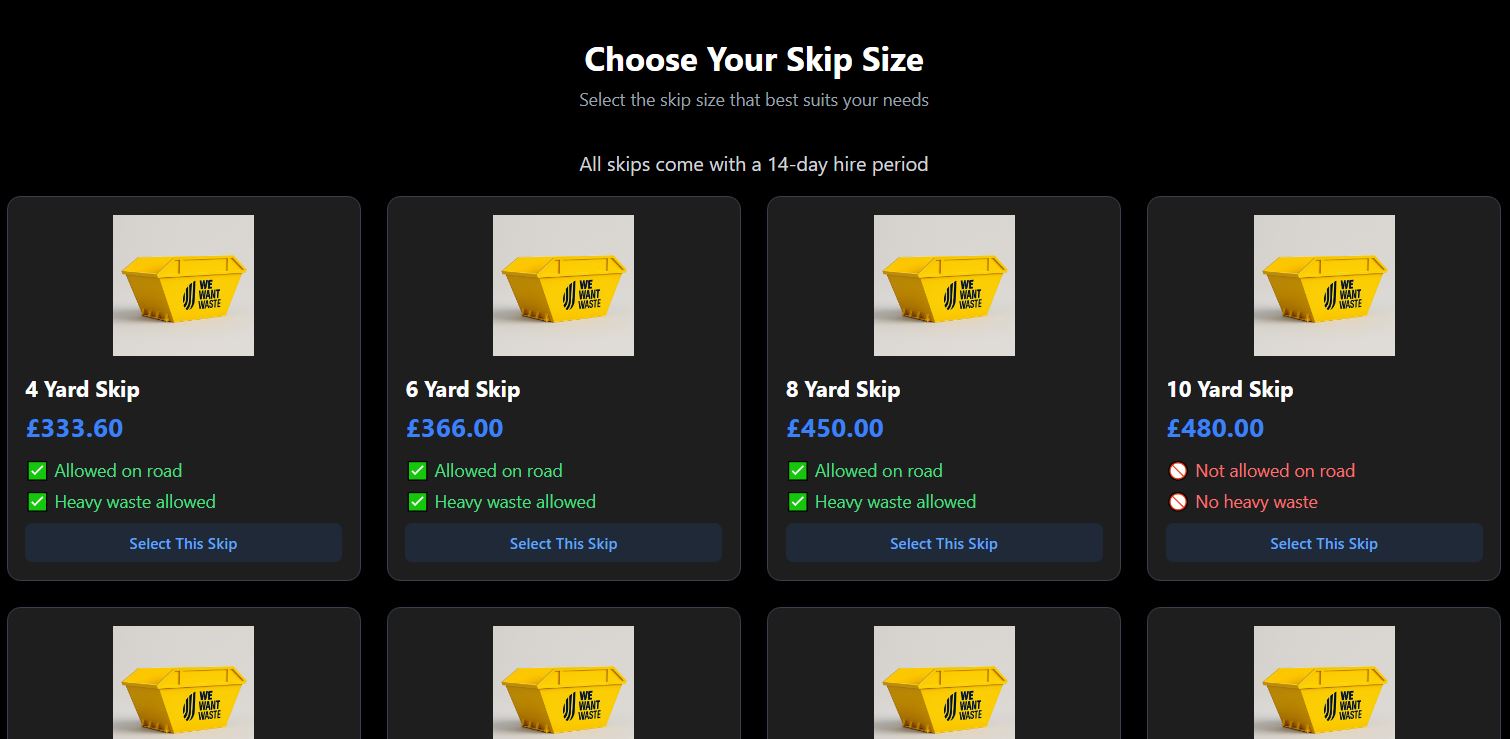 Choose Your Skip Size
Select the skip size that best suits your needs
All skips come with a 14-day hire period
WE
WANT
WASTE
4 Yard Skip
£333.60
Allowed on road
Heavy waste allowed
Select This Skip
WE
WANT
WASTE
6 Yard Skip
£366.00
Allowed on road
Heavy waste allowed
Select This Skip
WE
WANT
WASTE
8 Yard Skip
£450.00
Allowed on road
Heavy waste allowed
Select This Skip
WE
WANT
WASTE
10 Yard Skip
£480.00
Not allowed on road
No heavy waste
Select This Skip
WE
WANT
WASTE
WE
WANT
WASTE
WE
WANT
WASTE
WE
WANT
WASTE